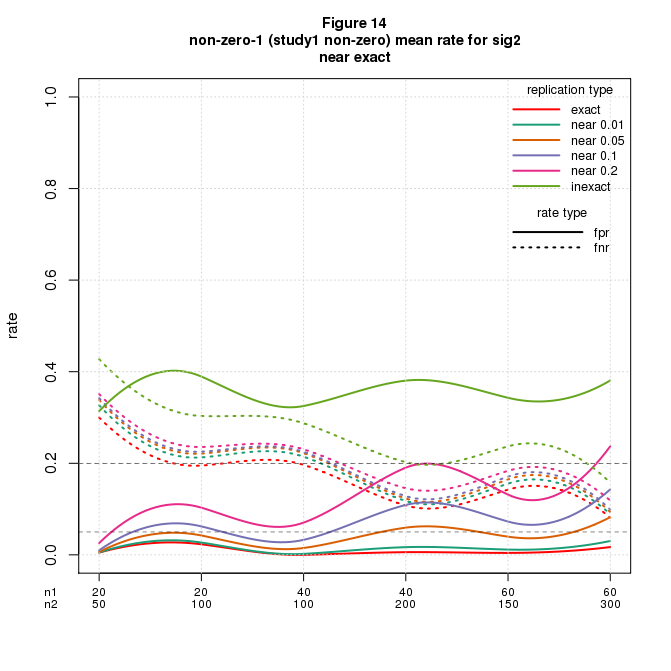 Figure 14
non-zero-1 (study1 non-zero) mean rate for sig2
near exact
replication type
exact
near 0.01
near 0.05
near 0.1
near 0.2
inexact
rate type
fpr
fnr
rate
1.0
0.8
0.6
0.4
0.2
0.0
n1 20 20 40 40 60 60
n2 50 100 100 200 150 300